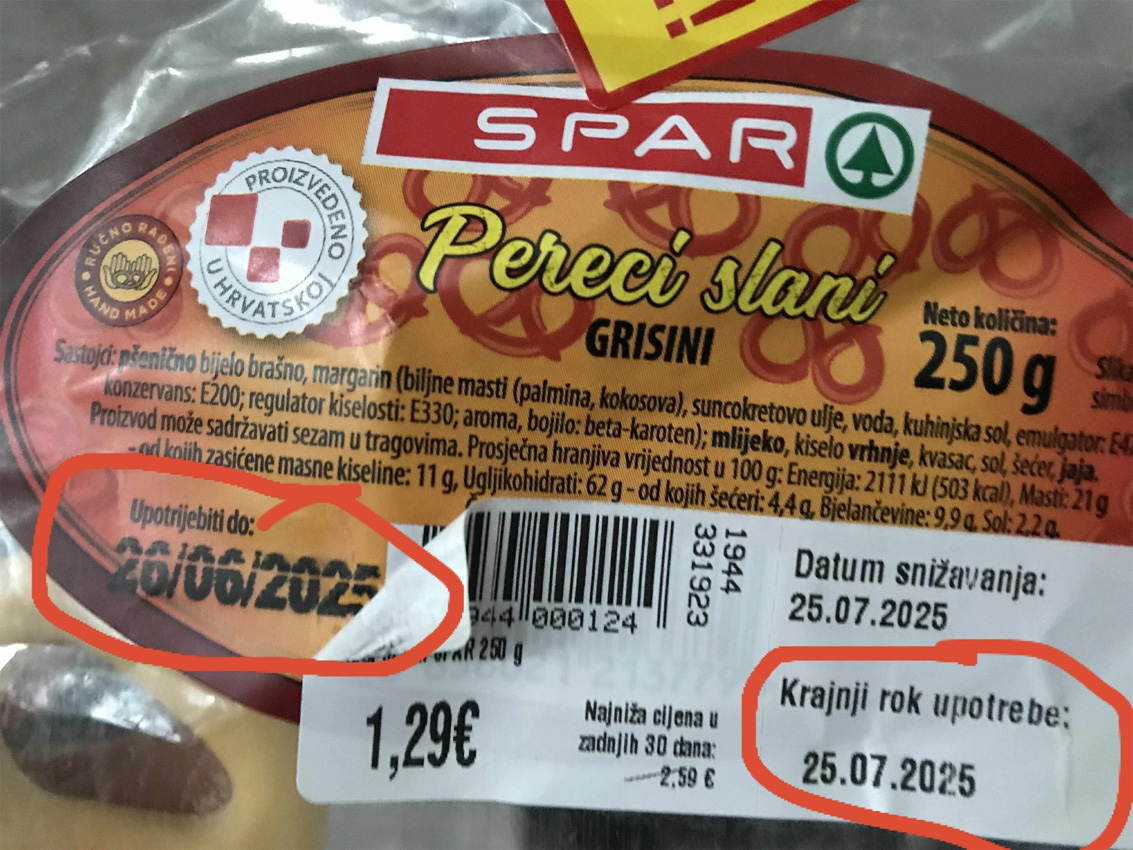 SPAR
PROIZVEDENO
U HRVATSKOJ
RUČNO RAĐENI
HAND MADE
Pereci slani
GRISINI
Neto količina:
250 g
Sastojci: pšenično bijelo brašno, margarin (biljne masti (palmina, kokosova), suncokretovo ulje, voda, kuhinjska sol, emulgator:
konzervans: E200; regulator kiselosti: E330; aroma, bojilo: beta-karoten); mlijeko, kiselo vrhnje, kvasac, sol, šećer, jaja.
Proizvod može sadržavati sezam u tragovima. Prosječna hranjiva vrijednost u 100 g: Energija: 2111 kJ (503 kcal), Masti: 21 g
- od kojih zasićene masne kiseline: 11 g, Ugljikohidrati: 62 g - od kojih šećeri: 4,4 g, Bjelančevine: 9,9 g, Sol: 2,2 g.
Upotrijebiti do:
26/06/2025
000124
1944
331923
250 g
1,29€
Najniža cijena u
zadnjih 30 dana:
2,59 €
Datum snižavanja:
25.07.2025
Krajnji rok upotrebe:
25.07.2025